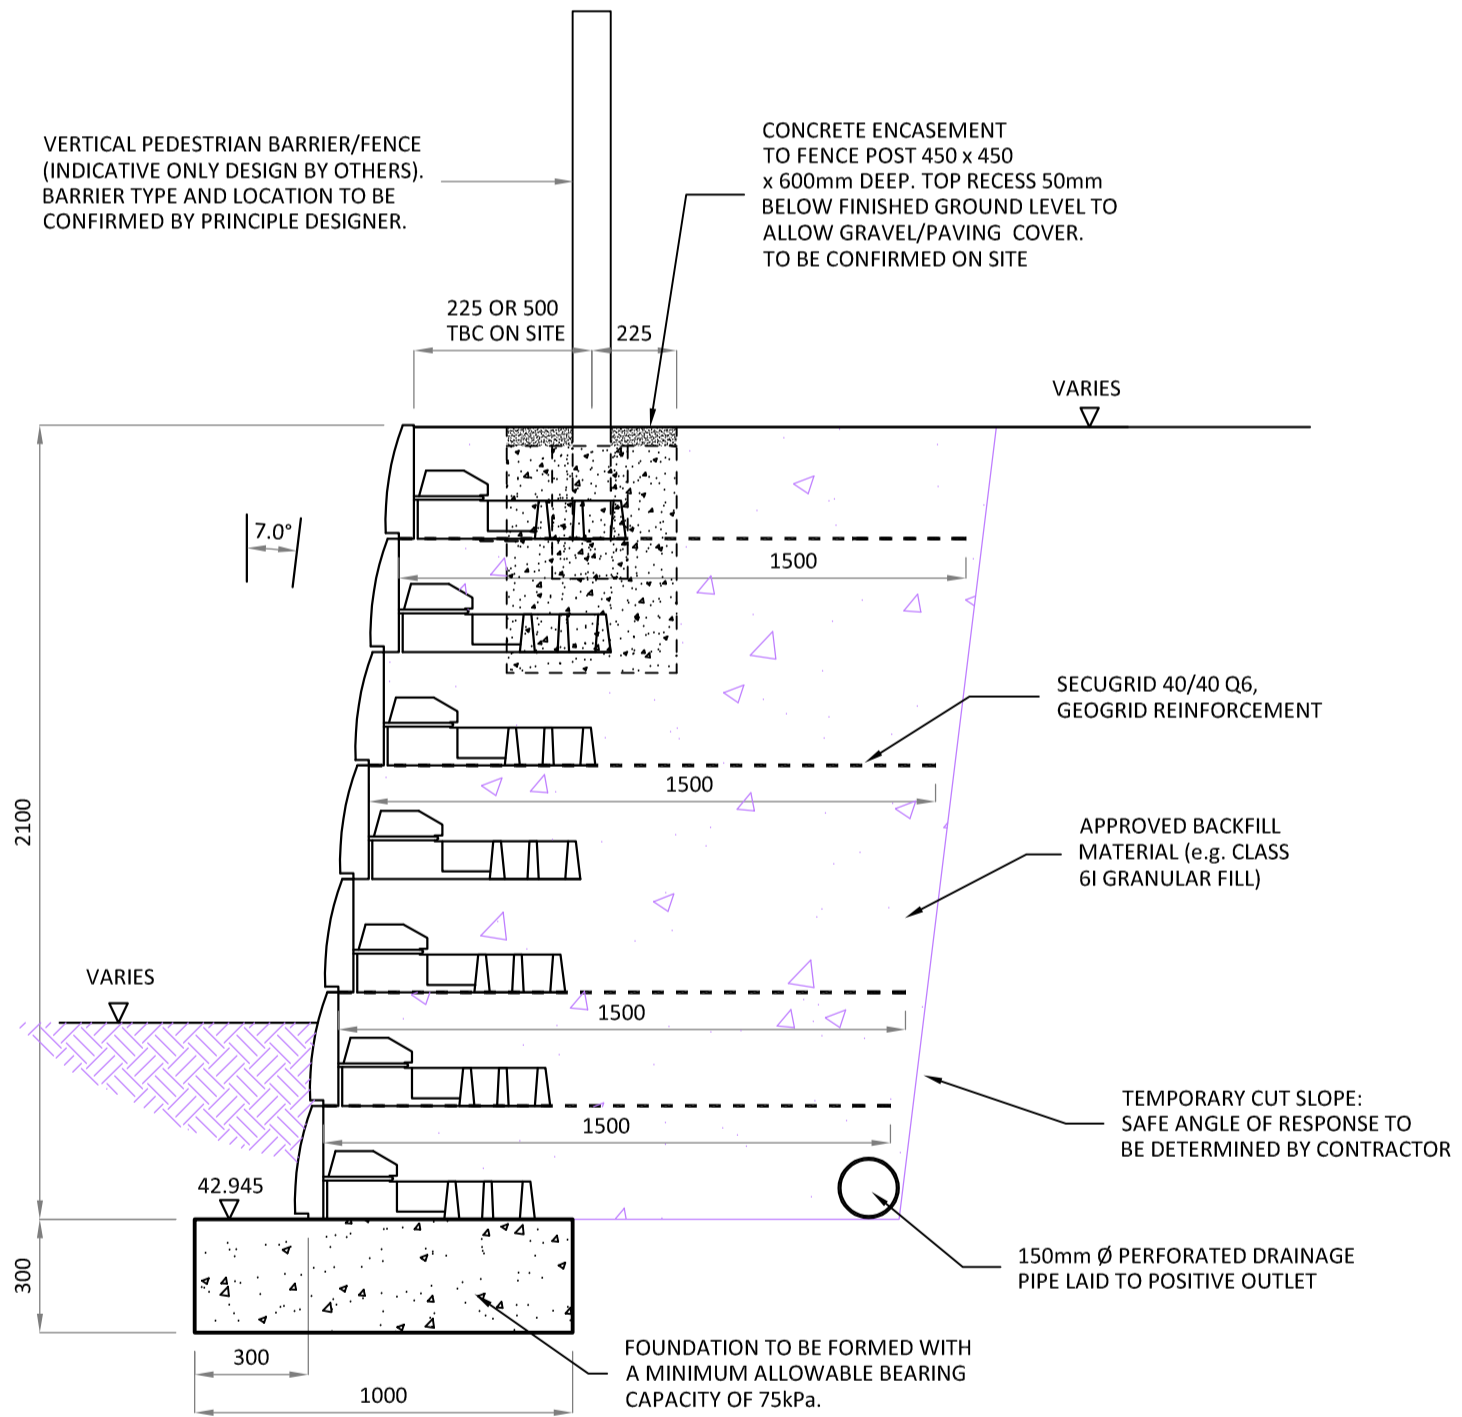 VERTICAL PEDESTRIAN BARRIER/FENCE
(INDICATIVE ONLY DESIGN BY OTHERS).
BARRIER TYPE AND LOCATION TO BE
CONFIRMED BY PRINCIPLE DESIGNER.
CONCRETE ENCASEMENT
TO FENCE POST 450 x 450
x 600mm DEEP. TOP RECESS 50mm
BELOW FINISHED GROUND LEVEL TO
ALLOW GRAVEL/PAVING COVER.
TO BE CONFIRMED ON SITE
225 OR 500
TBC ON SITE
225
VARIES
7.0°
1500
SECUGRID 40/40 Q6,
GEOGRID REINFORCEMENT
1500
2100
APPROVED BACKFILL
MATERIAL (e.g. CLASS
6I GRANULAR FILL)
VARIES
1500
TEMPORARY CUT SLOPE:
SAFE ANGLE OF RESPONSE TO
BE DETERMINED BY CONTRACTOR
1500
42.945
150mm Ø PERFORATED DRAINAGE
PIPE LAID TO POSITIVE OUTLET
300
FOUNDATION TO BE FORMED WITH
A MINIMUM ALLOWABLE BEARING
CAPACITY OF 75kPa.
300
1000